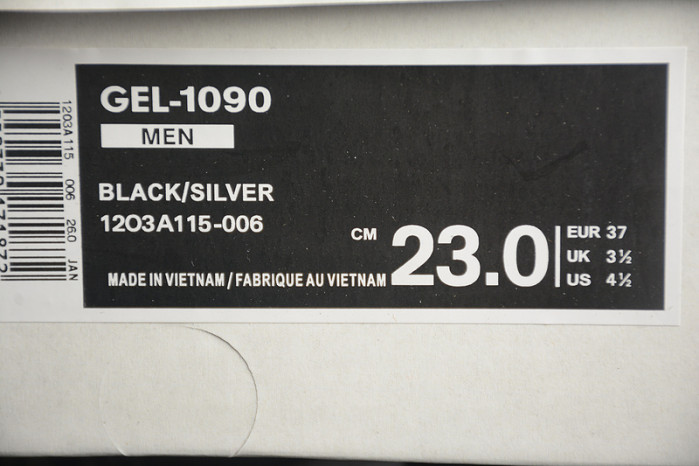 GEL-1090
MEN
BLACK/SILVER
1203A115-006
MADE IN VIETNAM / FABRIQUE AU VIETNAM
CM 23.0
EUR 37
UK 3½
US 4½
1203A115 006 26.0 JAN